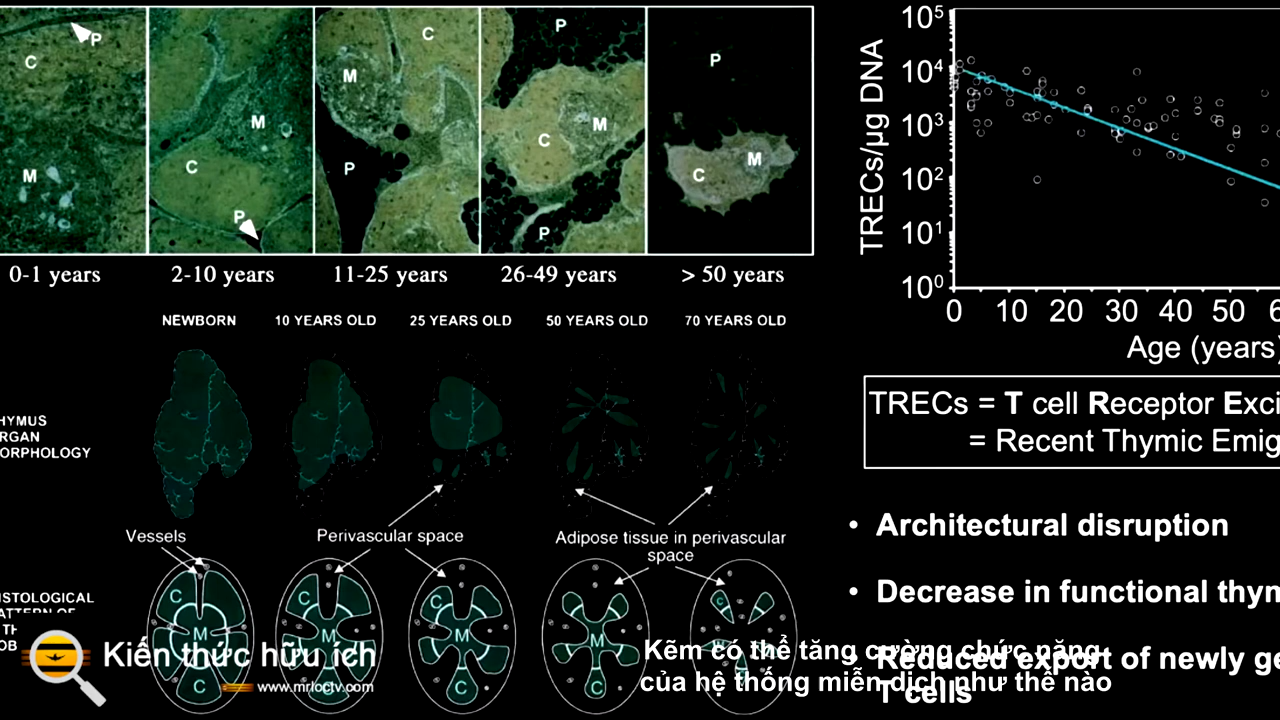 P
C
M
M
C
P
C
M
P
P
C
M
P
P
C
M
0-1 years
2-10 years
11-25 years
26-49 years
> 50 years
NEWBORN
10 YEARS OLD
25 YEARS OLD
50 YEARS OLD
70 YEARS OLD
HYMUS
RGAN
ORPHOLOGY
Vessels
Perivascular space
Adipose tissue in perivascular
space
ISTOLOGICAL
C
M
C
C
M
C
C
M
C
C
M
C
C
10⁵
10⁴
10³
10²
10¹
10⁰
TRECs/µg DNA
0 10 20 30 40 50 6
Age (years)
TRECs = T cell Receptor Exci
= Recent Thymic Emig
• Architectural disruption
• Decrease in functional thym
• Reduced export of newly ge
T cells
Kiến thức hữu ích
www.mrloctv.com
Kẽm có thể tăng cường chức năng
của hệ thống miễn dịch như thế nào